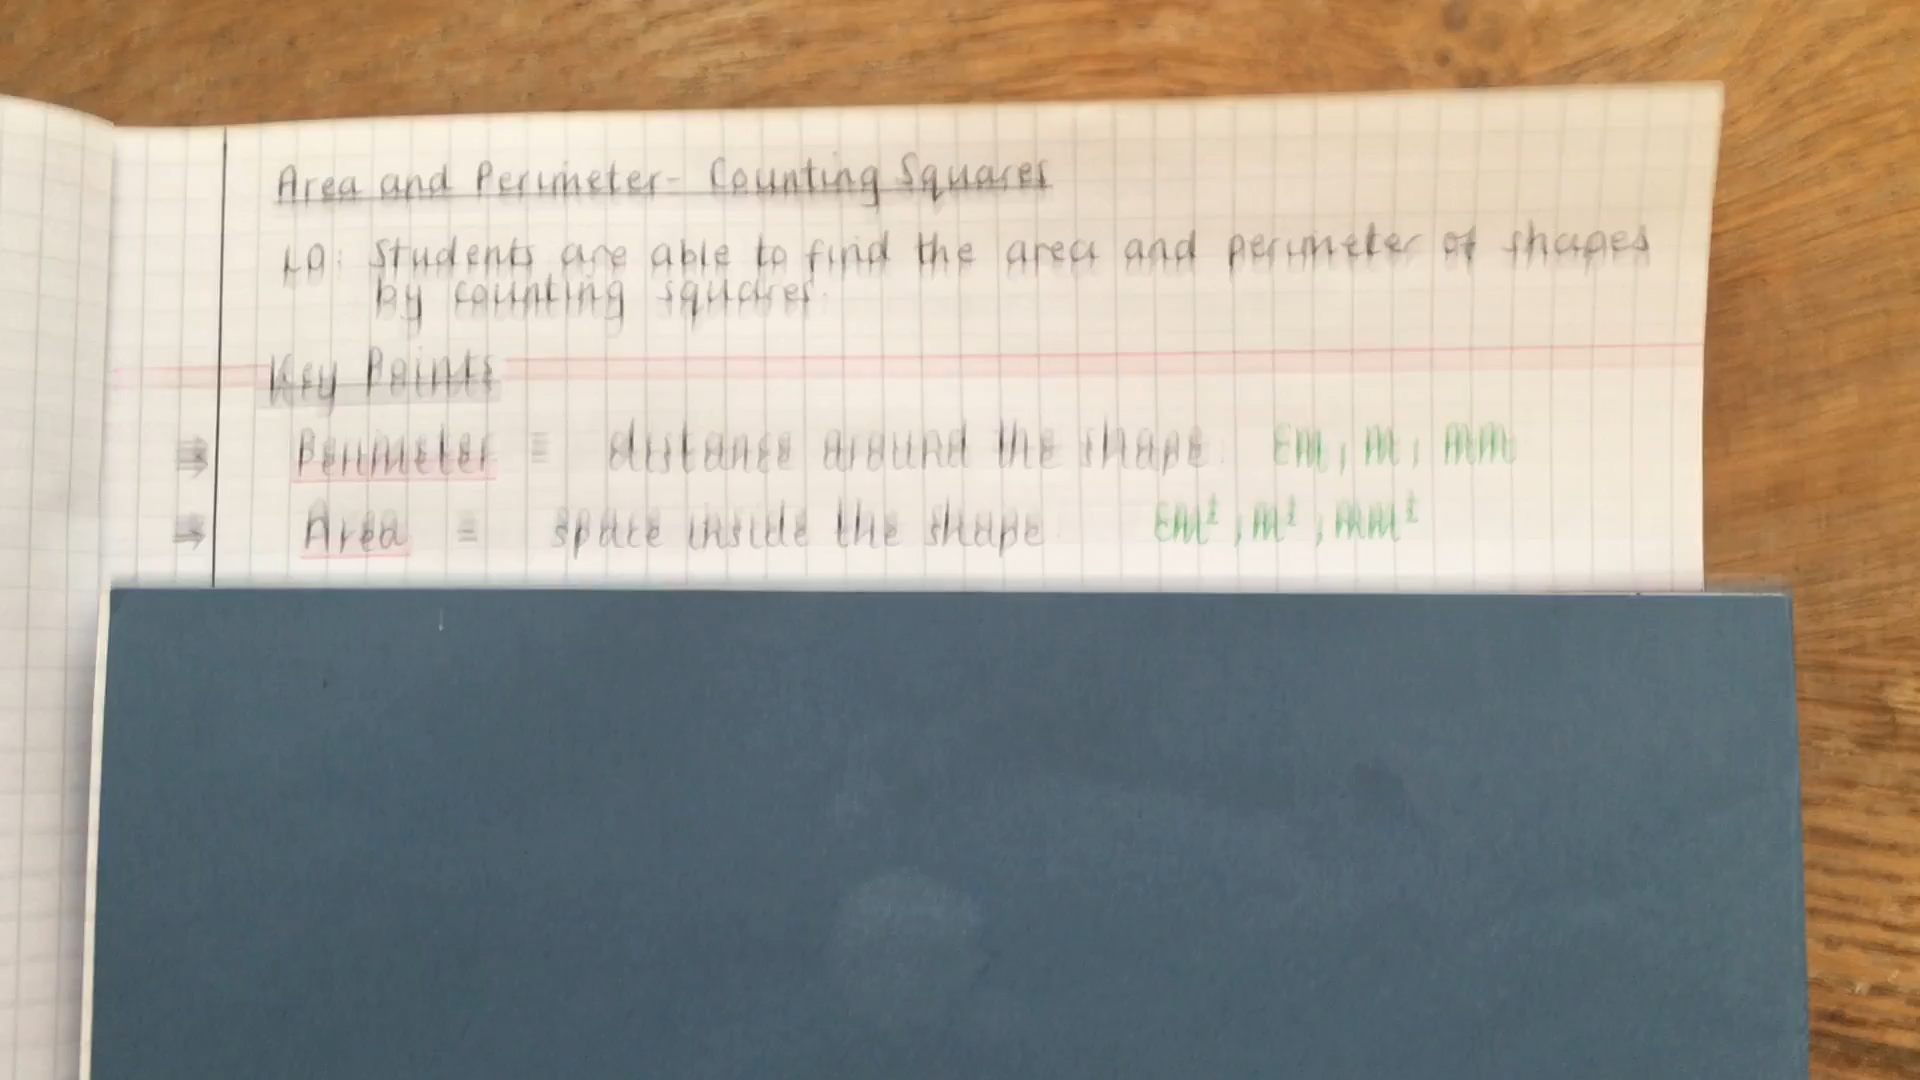 Area and Perimeter - Counting Squares
LO: Students are able to find the area and perimeter of shapes
by counting squares.
Key Points
⇒ Perimeter = distance around the shape. cm, m, mm
⇒ Area = space inside the shape. cm², m², mm²